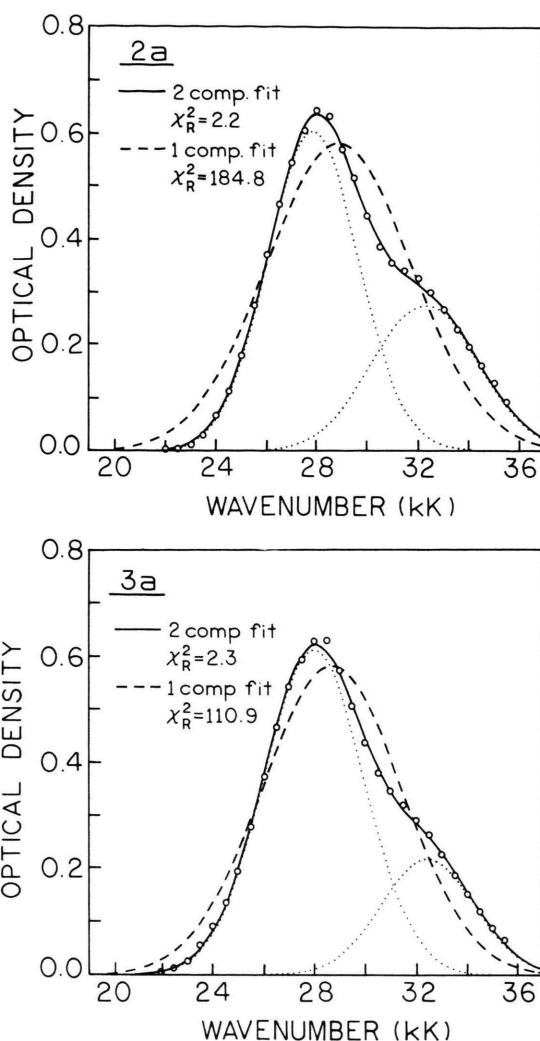 0.8
2a
2 comp. fit
χ²R=2.2
0.6
1 comp. fit
χ²R=184.8
0.4
0.2
0.0
OPTICAL DENSITY
20 24 28 32 36
WAVENUMBER (kK)
0.8
3a
2 comp fit
χ²R=2.3
0.6
1 comp fit
χ²R=110.9
0.4
0.2
0.0
OPTICAL DENSITY
20 24 28 32 36
WAVENUMBER (kK)